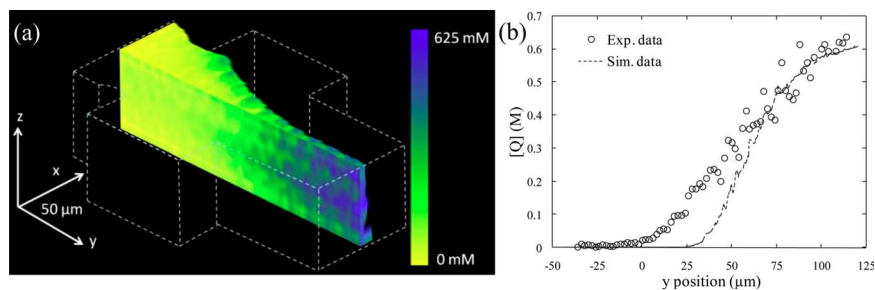 (a)
625 mM
z
x
50 µm
y
0 mM
(b)
0.7
0.6
0.5
0.4
0.3
0.2
0.1
0
[Q] (M)
Exp. data
Sim. data
-50
-25
0
25
50
75
100
125
y position (µm)